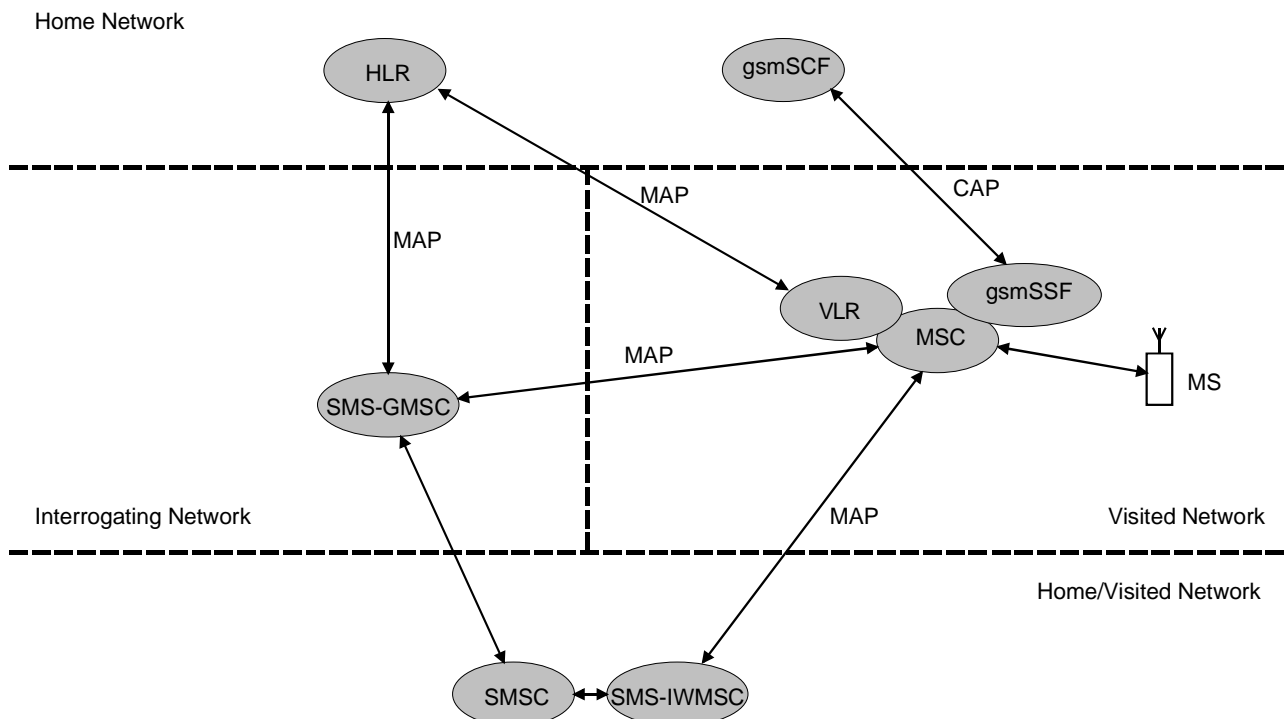 Home Network
HLR
gsmSCF
MAP
CAP
MAP
gsmSSF
VLR
MSC
MAP
MS
SMS-GMSC
Interrogating Network
MAP
Visited Network
Home/Visited Network
SMSC
SMS-IWMSC